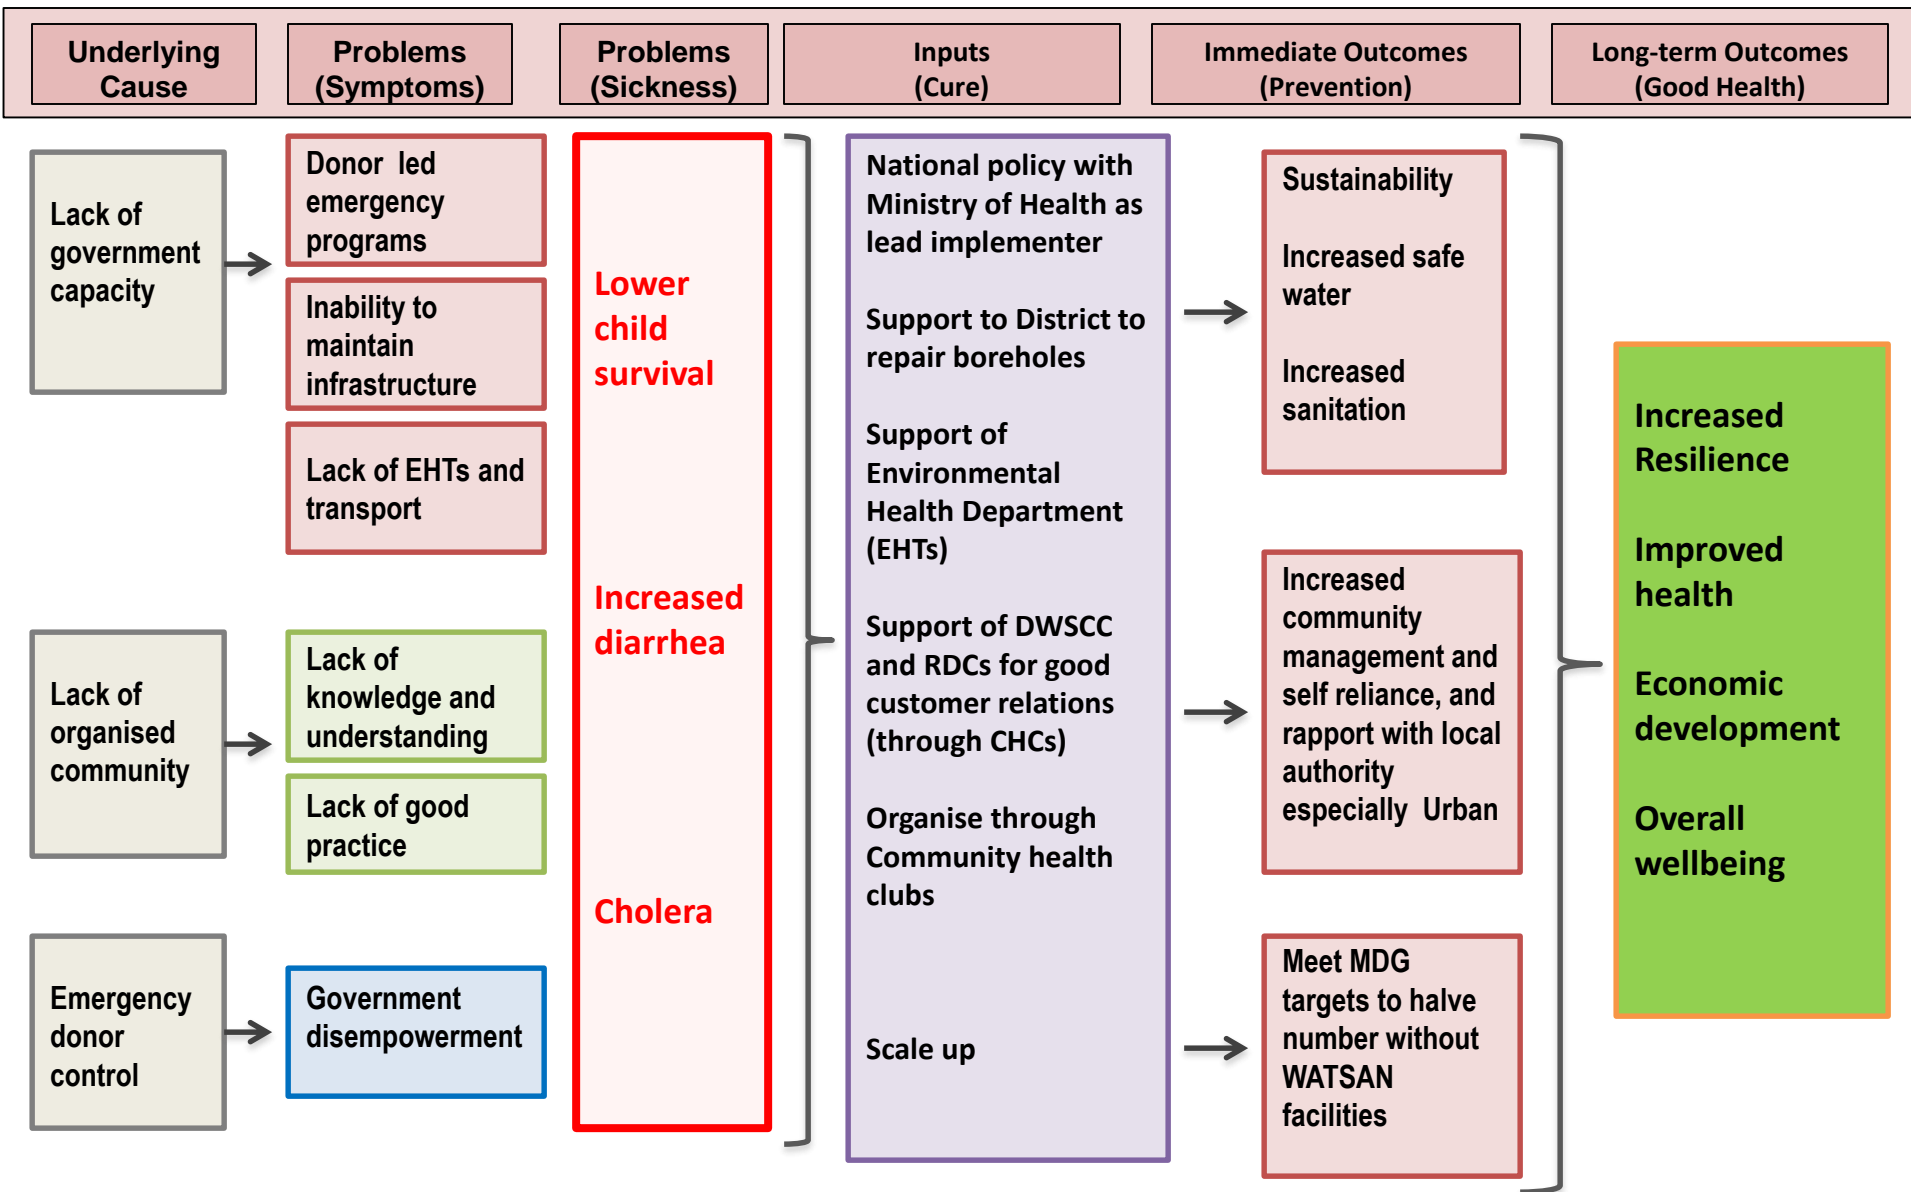 Underlying
Cause
Problems
(Symptoms)
Problems
(Sickness)
Inputs
(Cure)
Immediate Outcomes
(Prevention)
Long-term Outcomes
(Good Health)
Lack of
government
capacity
Donor led
emergency
programs
Inability to
maintain
infrastructure
Lack of EHTs and
transport
Lack of
organised
community
Lack of
knowledge and
understanding
Lack of good
practice
Emergency
donor
control
Government
disempowerment
Lower
child
survival
Increased
diarrhea
Cholera
National policy with
Ministry of Health as
lead implementer
Support to District to
repair boreholes
Support of
Environmental
Health Department
(EHTs)
Support of DWSCC
and RDCs for good
customer relations
(through CHCs)
Organise through
Community health
clubs
Scale up
Sustainability
Increased safe
water
Increased
sanitation
Increased
community
management and
self reliance, and
rapport with local
authority
especially Urban
Meet MDG
targets to halve
number without
WATSAN
facilities
Increased
Resilience
Improved
health
Economic
development
Overall
wellbeing